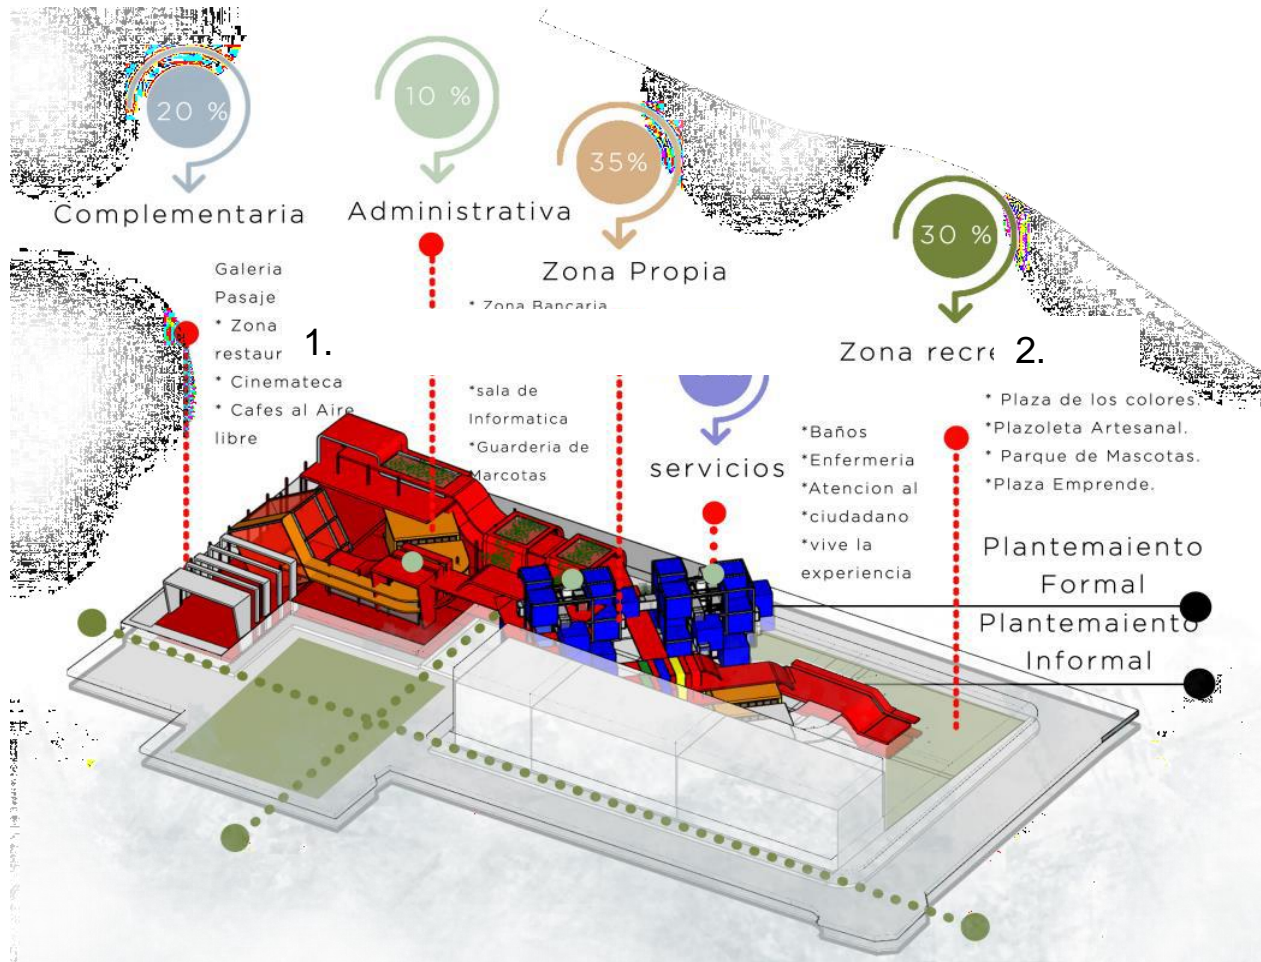 20 %
Complementaria
Galeria
Pasaje
* Zona
restaur
* Cinemateca
* Cafes al Aire
libre
1.
10 %
Administrativa
35%
Zona Propia
* Zona Bancaria
*sala de
Informatica
*Guarderia de
Marcotas
servicios
*Baños
*Enfermeria
*Atencion al
*ciudadano
*vive la
experiencia
30 %
Zona recre
2.
* Plaza de los colores.
*Plazoleta Artesanal.
* Parque de Mascotas.
*Plaza Emprende.
Plantemaiento
Formal
Plantemaiento
Informal